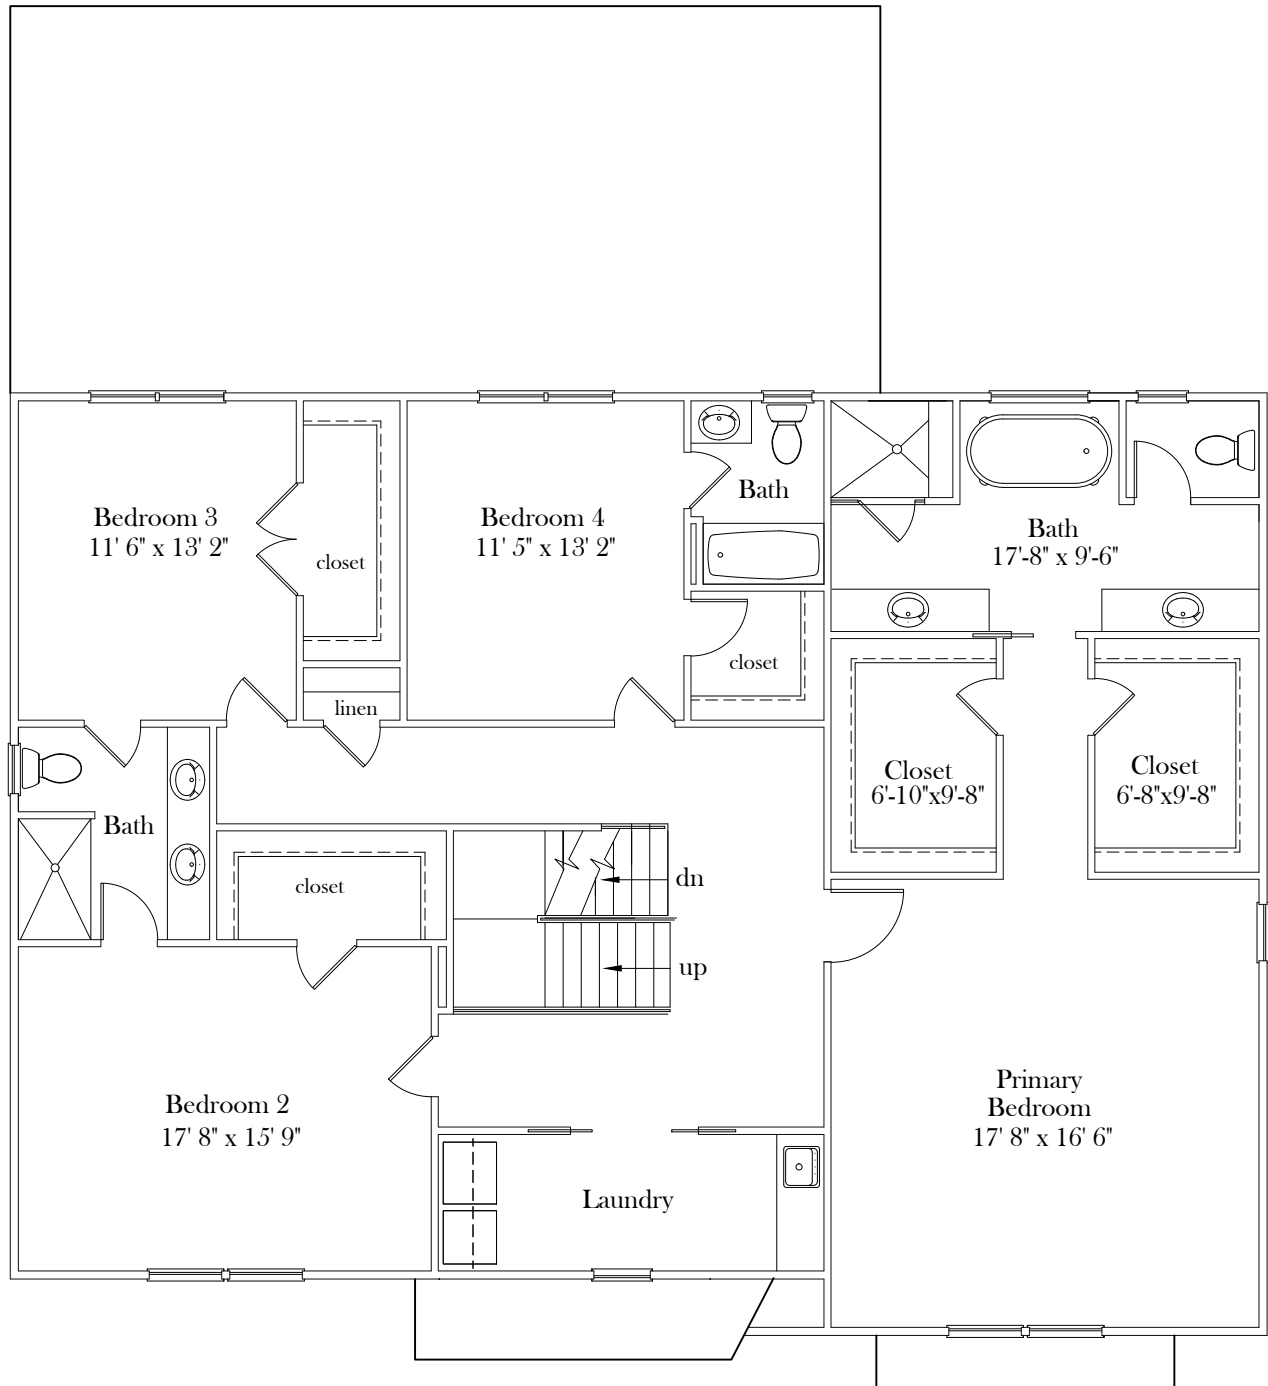 Bedroom 3
11' 6" x 13' 2"
closet
linen
Bedroom 4
11' 5" x 13' 2"
Bath
closet
Bath
17'-8" x 9'-6"
Closet
6'-10"x9'-8"
Closet
6'-8"x9'-8"
Bath
closet
dn
up
Bedroom 2
17' 8" x 15' 9"
Laundry
Primary
Bedroom
17' 8" x 16' 6"